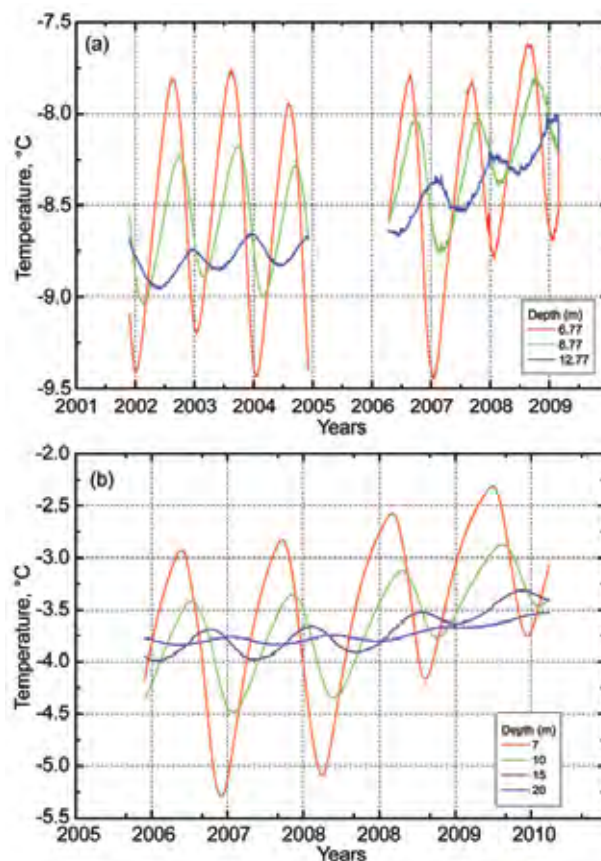 (a)
-7.5
-8.0
-8.5
-9.0
-9.5
Temperature, °C
2001 2002 2003 2004 2005 2006 2007 2008 2009
Years
Depth (m)
6.77
8.77
12.77
(b)
-2.0
-2.5
-3.0
-3.5
-4.0
-4.5
-5.0
-5.5
Temperature, °C
2005 2006 2007 2008 2008 2009 2010
Years
Depth (m)
7
10
15
20